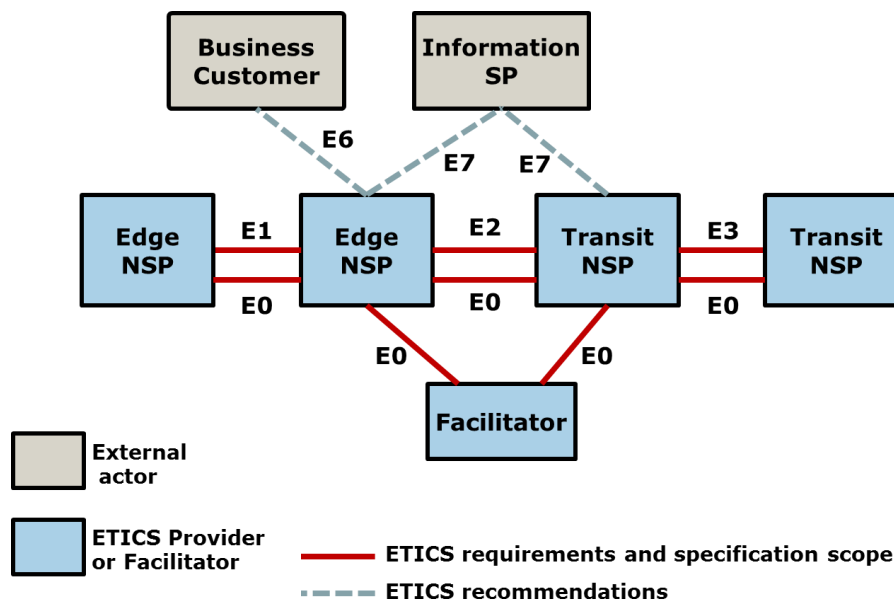 Business
Customer
Information
SP
E6
E7
E7
Edge
NSP
E1
E0
Edge
NSP
E2
E0
Transit
NSP
E3
E0
Transit
NSP
E0
E0
Facilitator
External
actor
ETICS Provider
or Facilitator
ETICS requirements and specification scope
ETICS recommendations